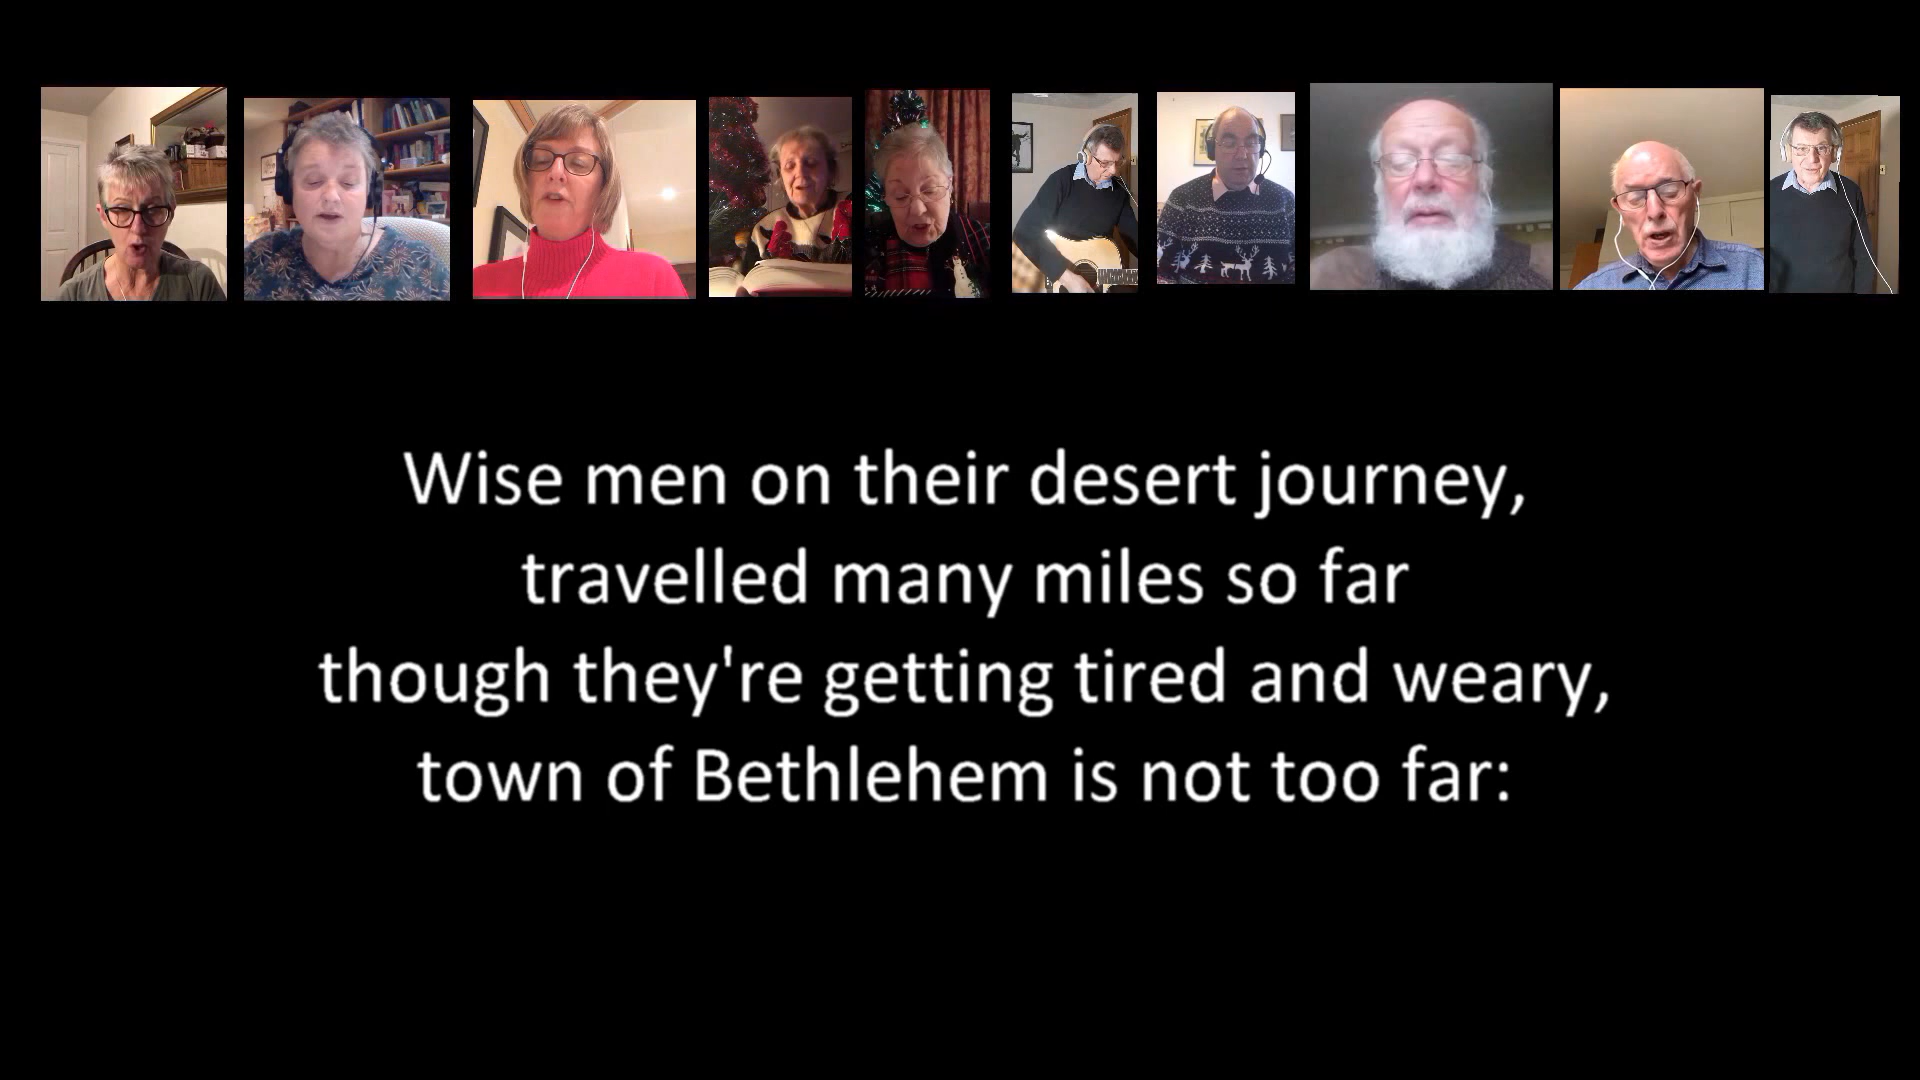 Wise men on their desert journey,
travelled many miles so far
though they're getting tired and weary,
town of Bethlehem is not too far: